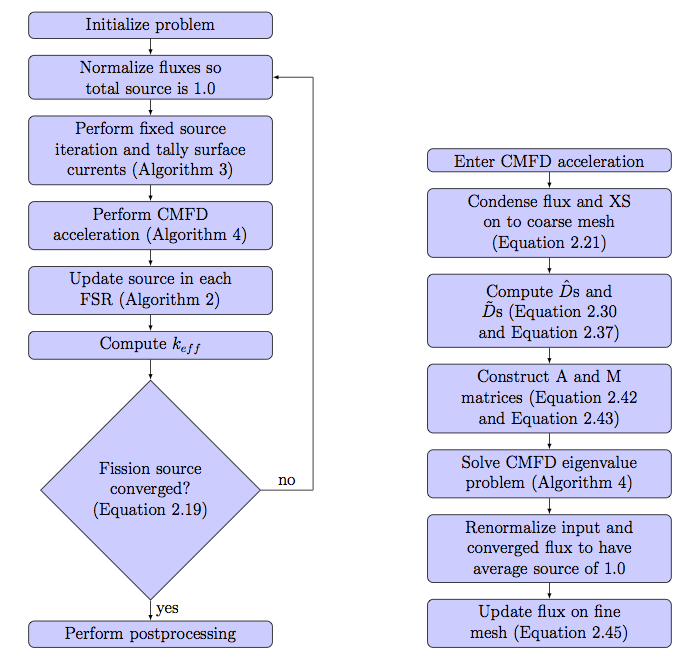 Initialize problem
Normalize fluxes so
total source is 1.0
Perform fixed source
iteration and tally surface
currents (Algorithm 3)
Perform CMFD
acceleration (Algorithm 4)
Update source in each
FSR (Algorithm 2)
Compute k_eff
Fission source
converged?
(Equation 2.19)
no
yes
Perform postprocessing
Enter CMFD acceleration
Condense flux and XS
on to coarse mesh
(Equation 2.21)
Compute D̂s and
D̃s (Equation 2.30
and Equation 2.37)
Construct A and M
matrices (Equation 2.42
and Equation 2.43)
Solve CMFD eigenvalue
problem (Algorithm 4)
Renormalize input and
converged flux to have
average source of 1.0
Update flux on fine
mesh (Equation 2.45)